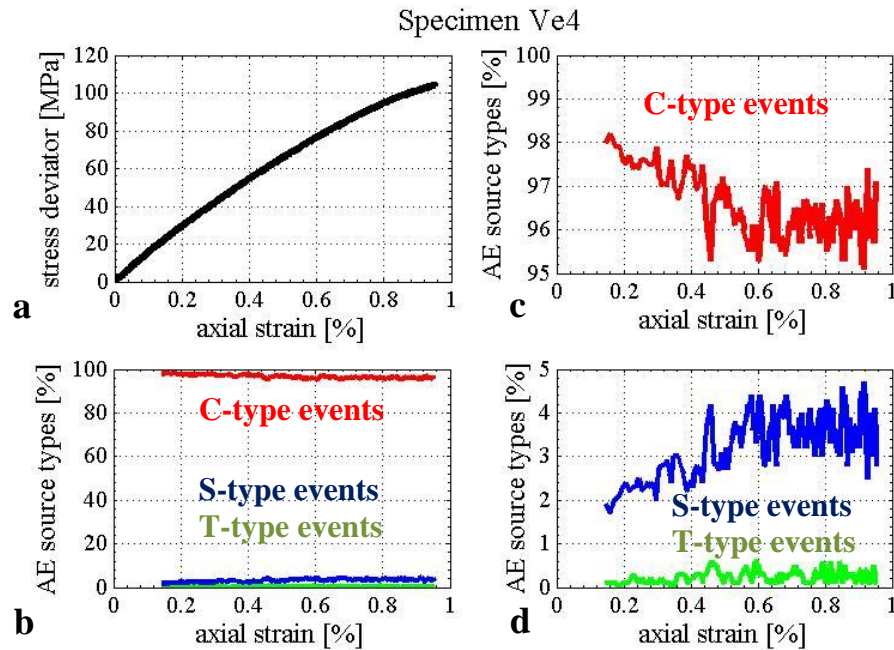 Specimen Ve4
stress deviator [MPa]
120
100
80
60
40
20
0
0
0.2
0.4
0.6
0.8
1
axial strain [%]
a
AE source types [%]
100
99
98
97
96
95
C-type events
0
0.2
0.4
0.6
0.8
1
axial strain [%]
c
AE source types [%]
100
80
60
40
20
0
C-type events
S-type events
T-type events
0
0.2
0.4
0.6
0.8
1
axial strain [%]
b
AE source types [%]
5
4
3
2
1
0
S-type events
T-type events
0
0.2
0.4
0.6
0.8
1
axial strain [%]
d